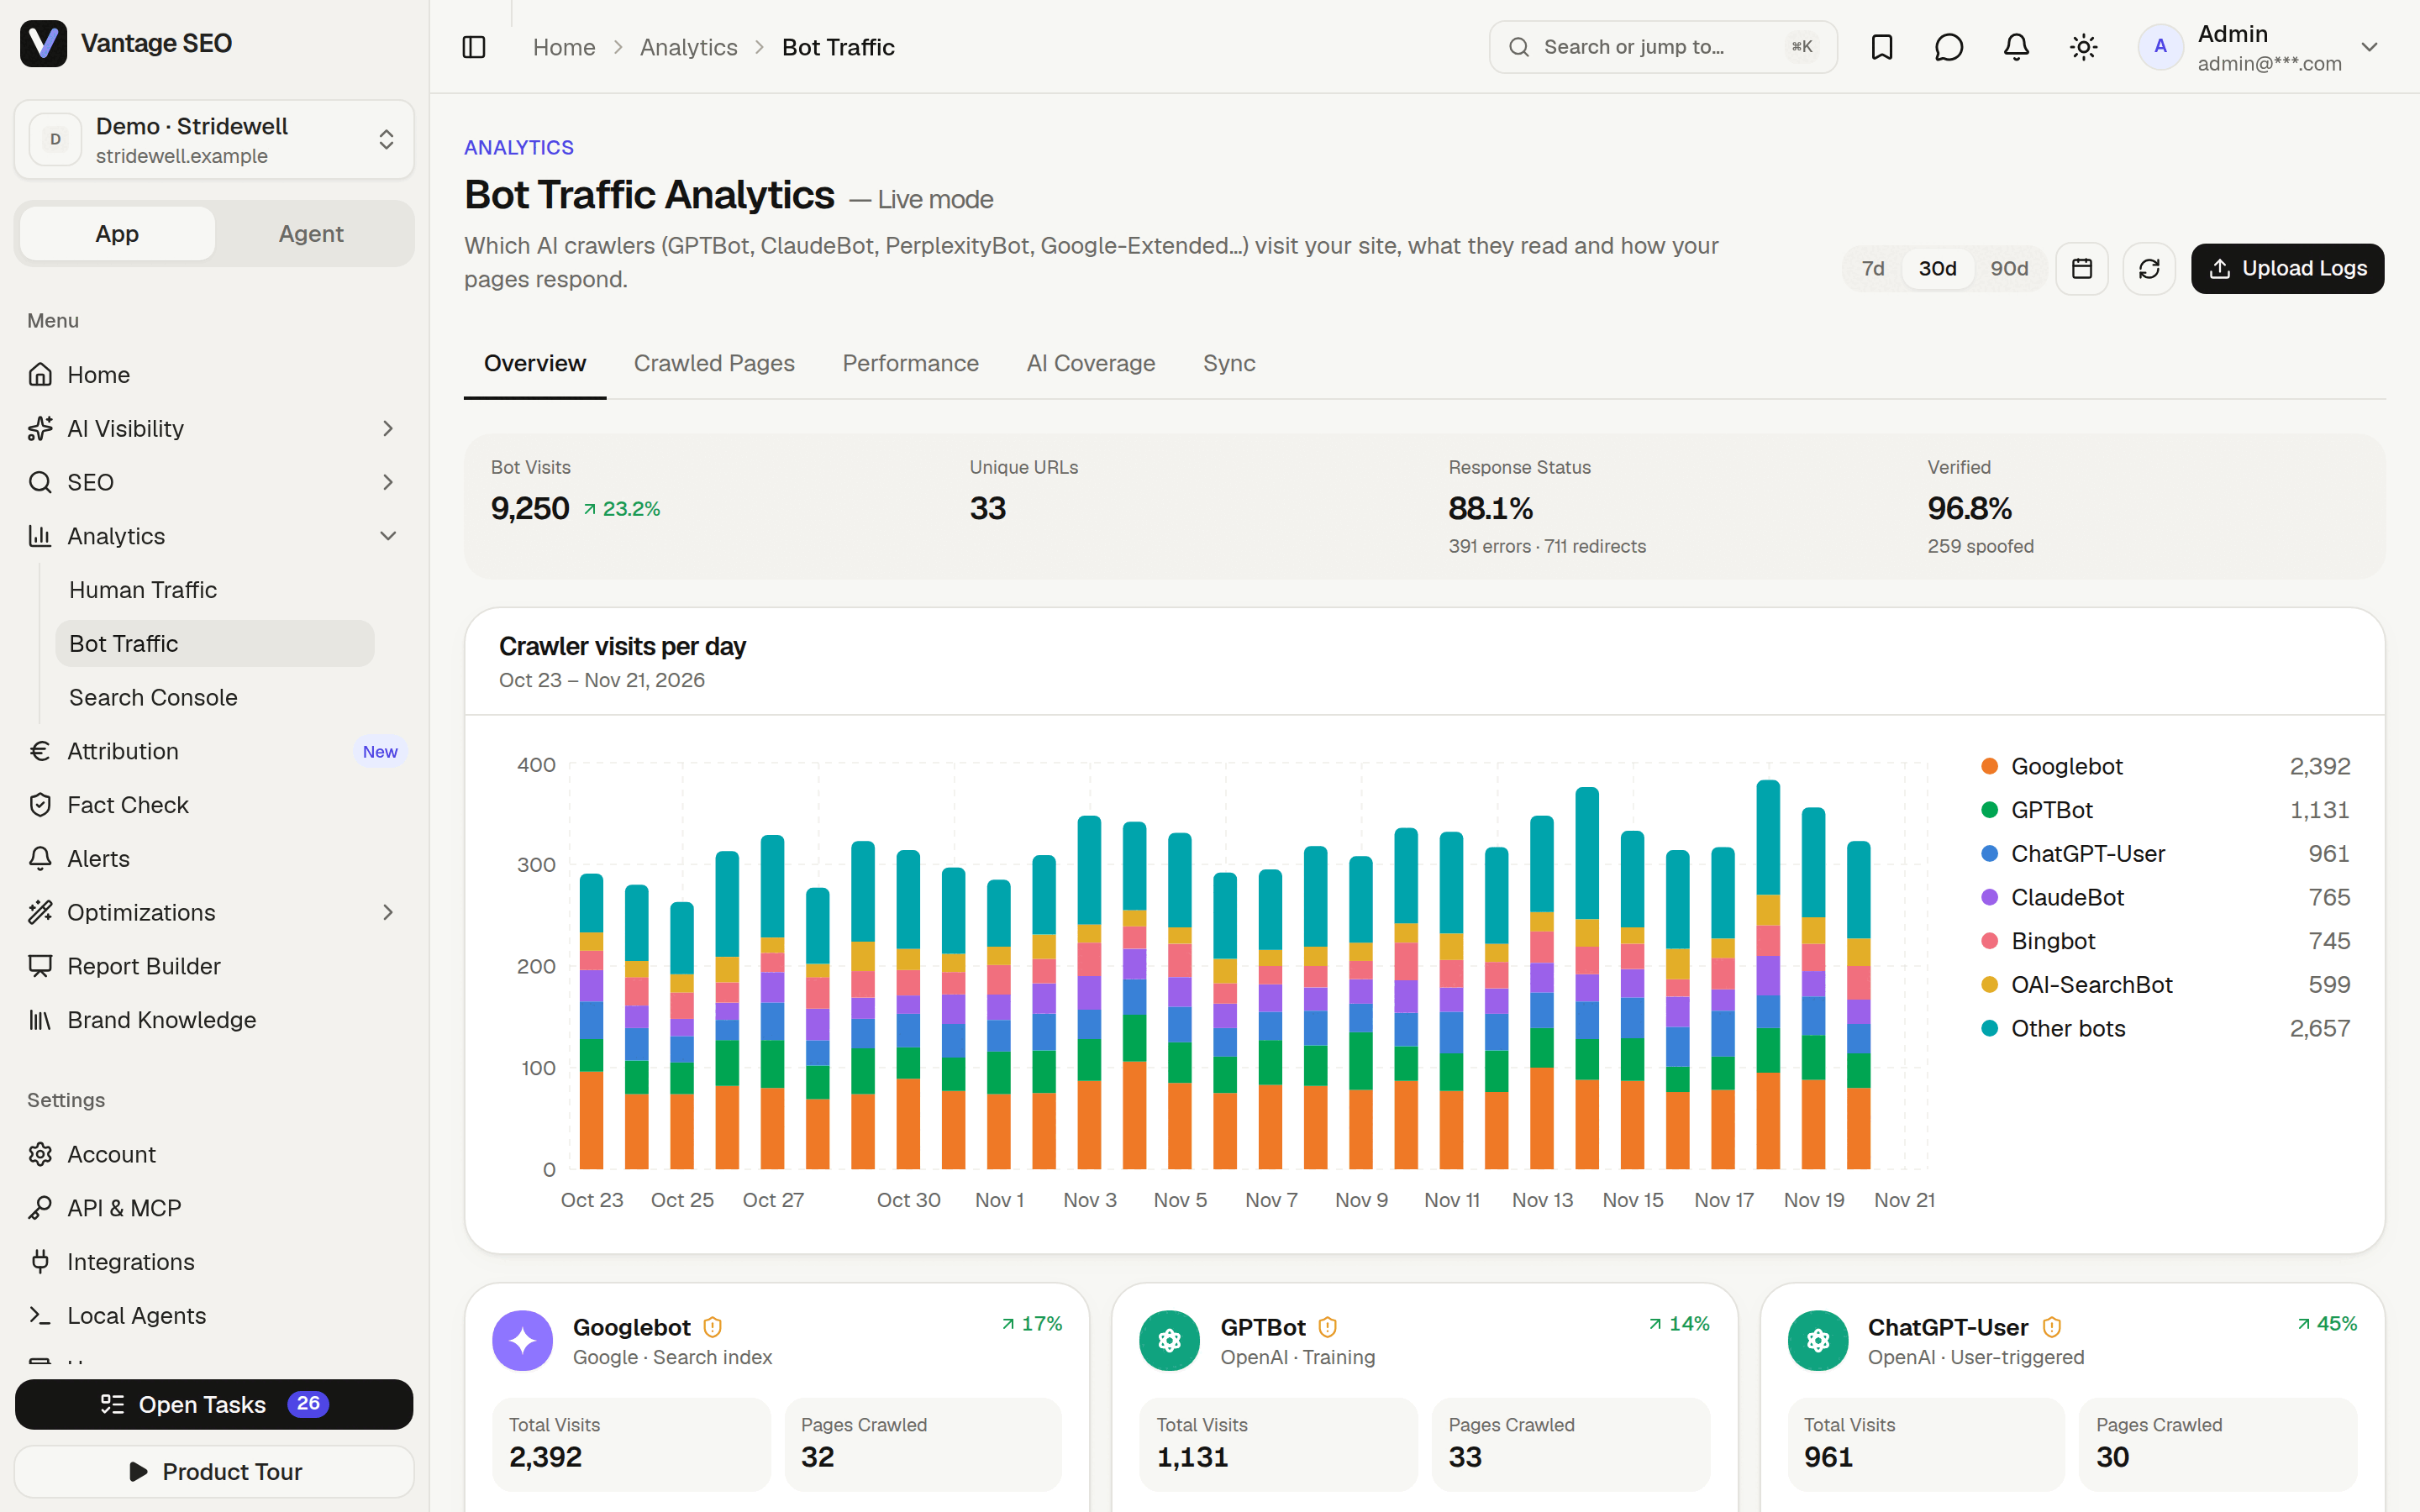 Vantage SEO
Home
Analytics
Bot Traffic
Search or jump to...
⌘K
A
Admin
admin@***.com
D
Demo · Stridewell
stridewell.example
App
Agent
Menu
Home
AI Visibility
SEO
Analytics
Human Traffic
Bot Traffic
Search Console
Attribution
New
Fact Check
Alerts
Optimizations
Report Builder
Brand Knowledge
Settings
Account
API & MCP
Integrations
Local Agents
Open Tasks 26
Product Tour
ANALYTICS
Bot Traffic Analytics — Live mode
Which AI crawlers (GPTBot, ClaudeBot, PerplexityBot, Google-Extended...) visit your site, what they read and how your
pages respond.
7d
30d
90d
Upload Logs
Overview
Crawled Pages
Performance
AI Coverage
Sync
Bot Visits
9,250
23.2%
Unique URLs
33
Response Status
88.1%
391 errors · 711 redirects
Verified
96.8%
259 spoofed
Crawler visits per day
Oct 23 – Nov 21, 2026
400
300
200
100
0
Oct 23
Oct 25
Oct 27
Oct 30
Nov 1
Nov 3
Nov 5
Nov 7
Nov 9
Nov 11
Nov 13
Nov 15
Nov 17
Nov 19
Nov 21
Googlebot 2,392
GPTBot 1,131
ChatGPT-User 961
ClaudeBot 765
Bingbot 745
OAI-SearchBot 599
Other bots 2,657
Googlebot
17%
Google · Search index
Total Visits
2,392
Pages Crawled
32
GPTBot
14%
OpenAI · Training
Total Visits
1,131
Pages Crawled
33
ChatGPT-User
45%
OpenAI · User-triggered
Total Visits
961
Pages Crawled
30